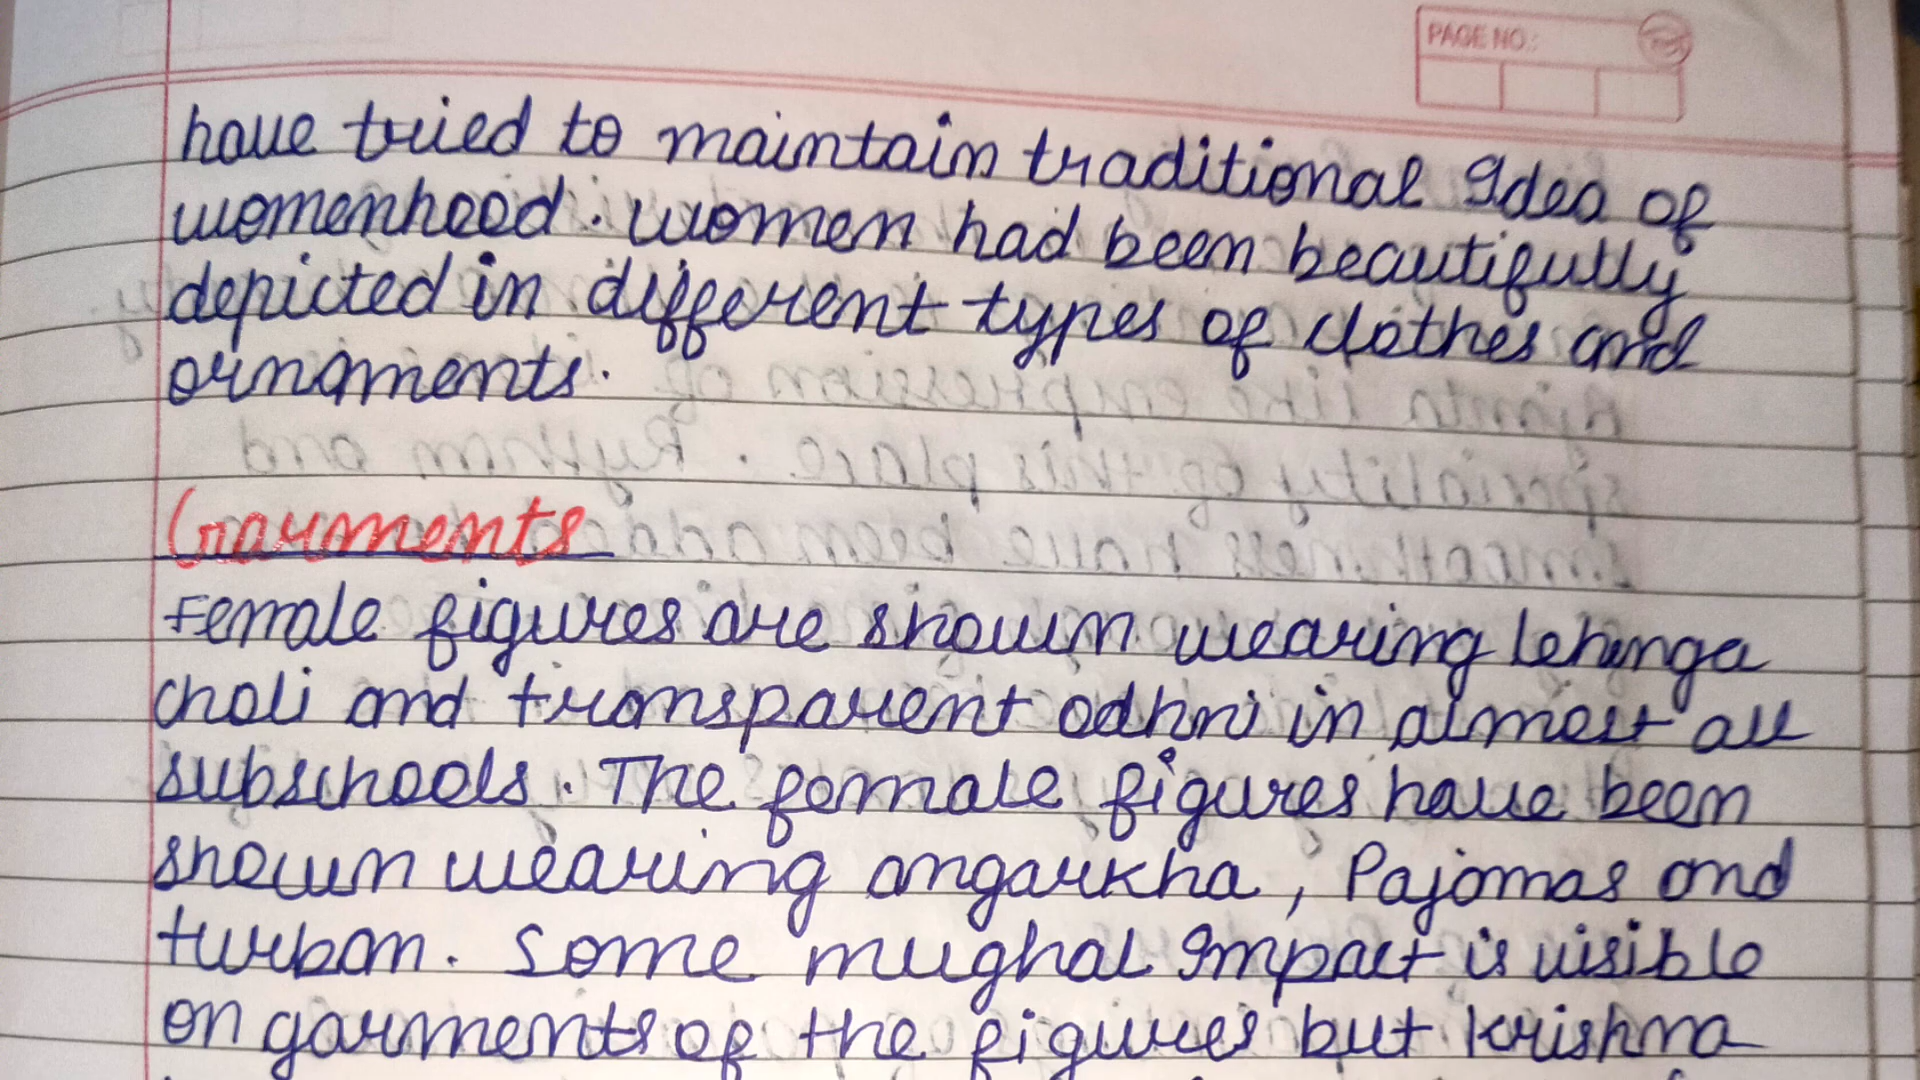 PAGE NO.:
have tried to maintain traditional Idea of
womenhood. women had been beautifully
depicted in different types of clothes and
ornaments.
Garments
Female figures are shown wearing lehenga
choli and transparent odhni in almost all
subschools. The female figures have been
shown wearing angarkha, Pajamas and
turban. Some mughal Impact is visible
on garments of the figures but Krishna